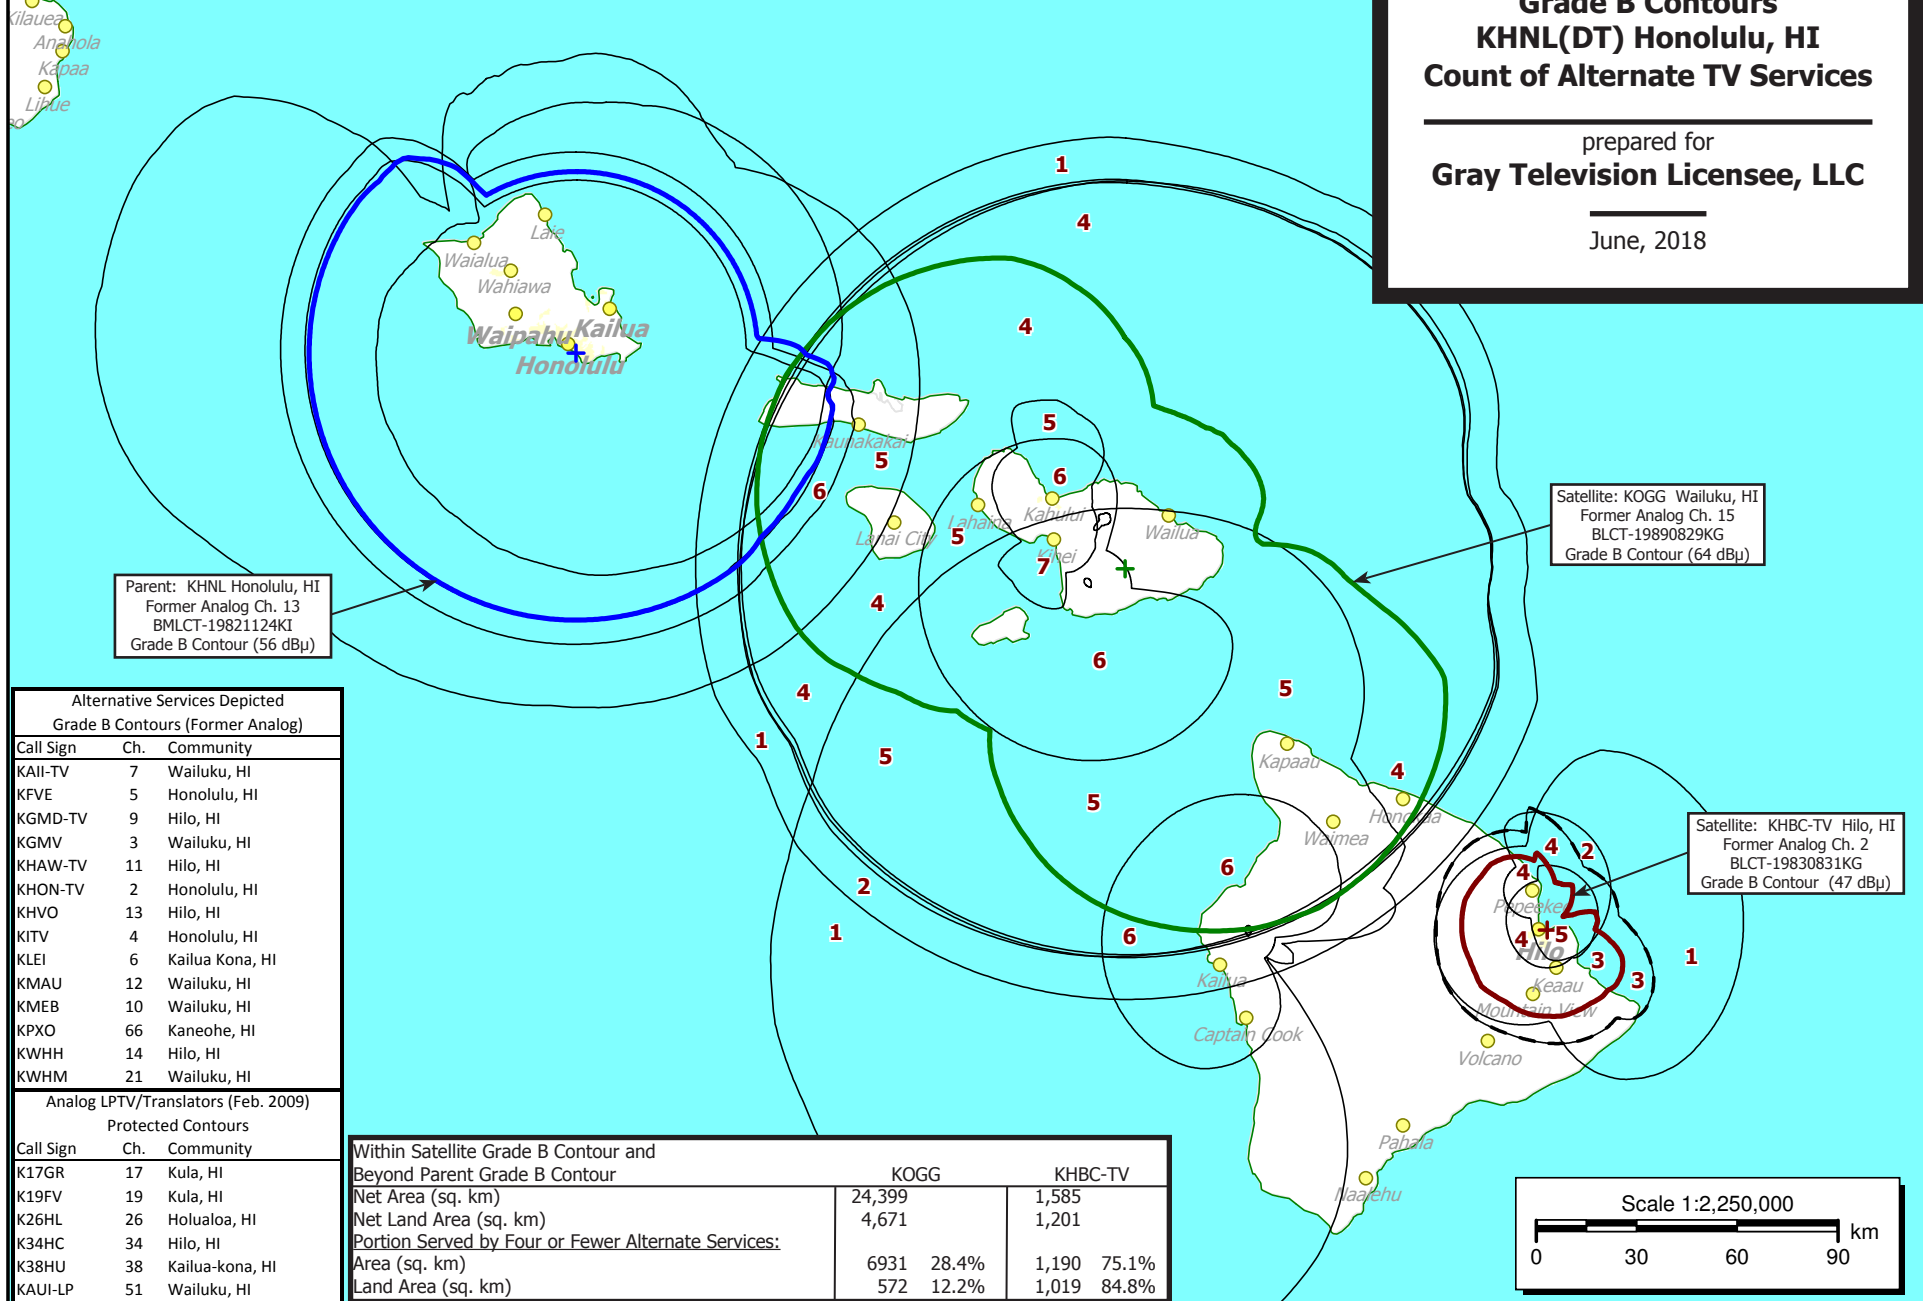 Grade B Contours
KHNL(DT) Honolulu, HI
Count of Alternate TV Services
prepared for
Gray Television Licensee, LLC
June, 2018
Kilauea
Anahola
Kapaa
Lihue
Laie
Waialua
Wahiawa
Waipahu
Kailua
Honolulu
Kaunakakai
Lanai City
Lahaina
Kahului
Kihei
Wailua
Kapaau
Honokaa
Waimea
Kailua
Captain Cook
Pepeekeo
Hilo
Keaau
Mountain View
Volcano
Pahala
Naalehu
1
4
4
5
6
5
6
5
7
4
6
5
4
1
5
4
5
6
2
1
6
4
2
4
4
5
3
3
1
Parent: KHNL Honolulu, HI
Former Analog Ch. 13
BMLCT-19821124KI
Grade B Contour (56 dBµ)
Satellite: KOGG Wailuku, HI
Former Analog Ch. 15
BLCT-19890829KG
Grade B Contour (64 dBµ)
Satellite: KHBC-TV Hilo, HI
Former Analog Ch. 2
BLCT-19830831KG
Grade B Contour (47 dBµ)
Alternative Services Depicted
Grade B Contours (Former Analog)
Call Sign Ch. Community
KAII-TV 7 Wailuku, HI
KFVE 5 Honolulu, HI
KGMD-TV 9 Hilo, HI
KGMV 3 Wailuku, HI
KHAW-TV 11 Hilo, HI
KHON-TV 2 Honolulu, HI
KHVO 13 Hilo, HI
KITV 4 Honolulu, HI
KLEI 6 Kailua Kona, HI
KMAU 12 Wailuku, HI
KMEB 10 Wailuku, HI
KPXO 66 Kaneohe, HI
KWHH 14 Hilo, HI
KWHM 21 Wailuku, HI
Analog LPTV/Translators (Feb. 2009)
Protected Contours
Call Sign Ch. Community
K17GR 17 Kula, HI
K19FV 19 Kula, HI
K26HL 26 Holualoa, HI
K34HC 34 Hilo, HI
K38HU 38 Kailua-kona, HI
KAUI-LP 51 Wailuku, HI
Within Satellite Grade B Contour and
Beyond Parent Grade B Contour KOGG KHBC-TV
Net Area (sq. km) 24,399 1,585
Net Land Area (sq. km) 4,671 1,201
Portion Served by Four or Fewer Alternate Services:
Area (sq. km) 6931 28.4% 1,190 75.1%
Land Area (sq. km) 572 12.2% 1,019 84.8%
Scale 1:2,250,000
km
0 30 60 90